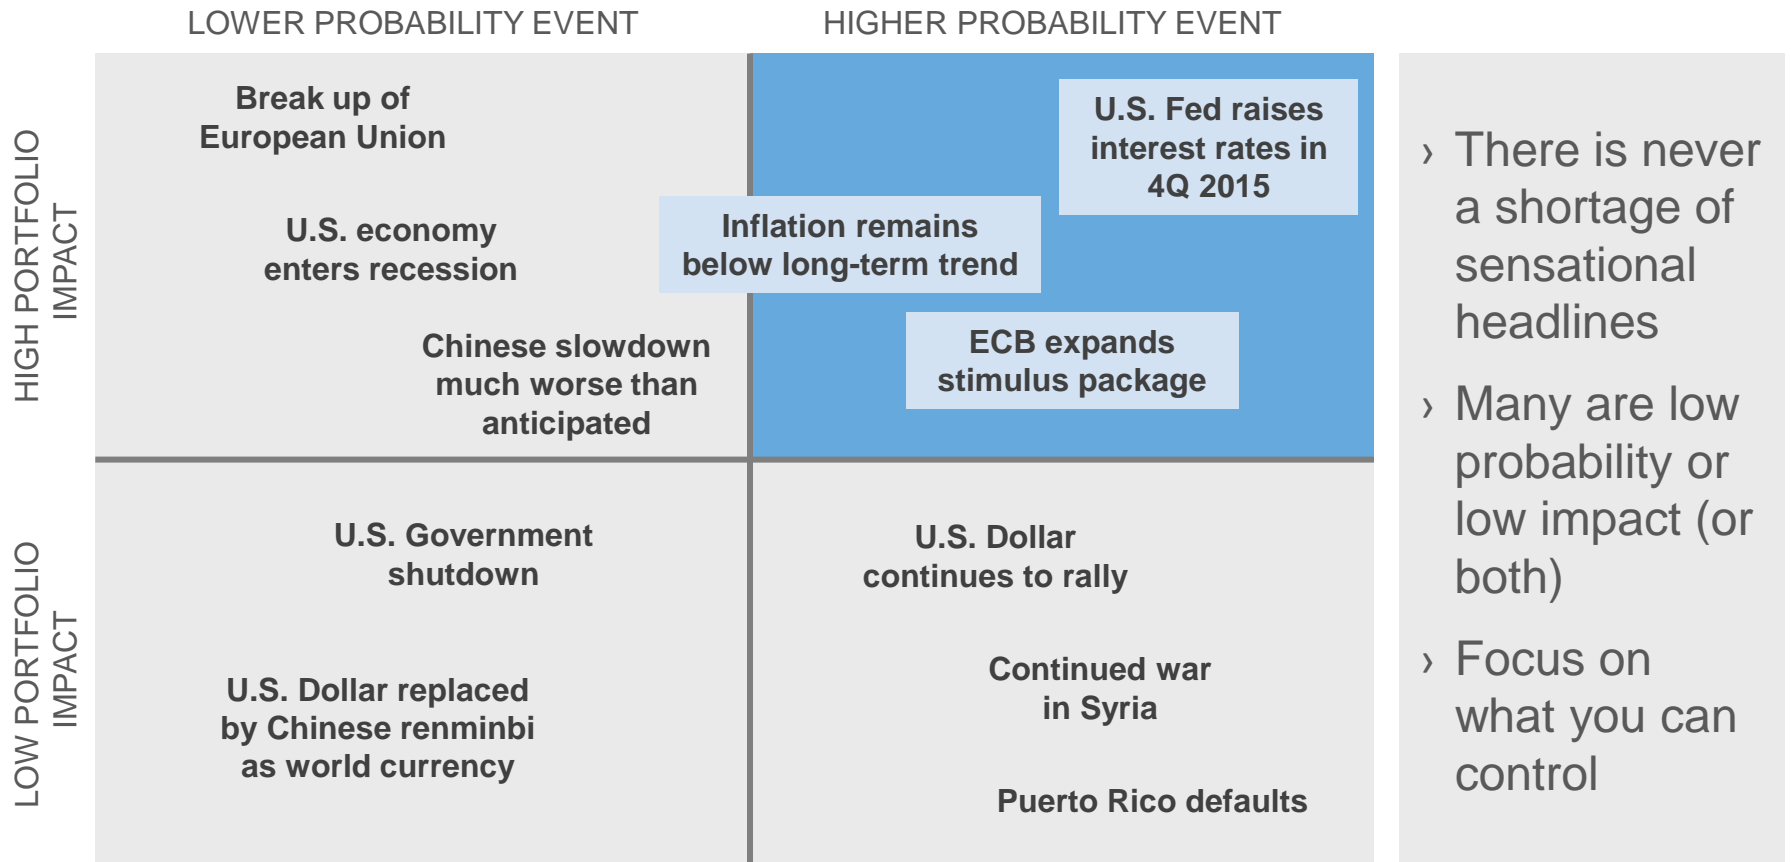 LOWER PROBABILITY EVENT
HIGHER PROBABILITY EVENT
HIGH PORTFOLIO
IMPACT
Break up of
European Union
U.S. economy
enters recession
Chinese slowdown
much worse than
anticipated
U.S. Fed raises
interest rates in
4Q 2015
Inflation remains
below long-term trend
ECB expands
stimulus package
LOW PORTFOLIO
IMPACT
U.S. Government
shutdown
U.S. Dollar replaced
by Chinese renminbi
as world currency
U.S. Dollar
continues to rally
Continued war
in Syria
Puerto Rico defaults
› There is never
a shortage of
sensational
headlines
› Many are low
probability or
low impact (or
both)
› Focus on
what you can
control